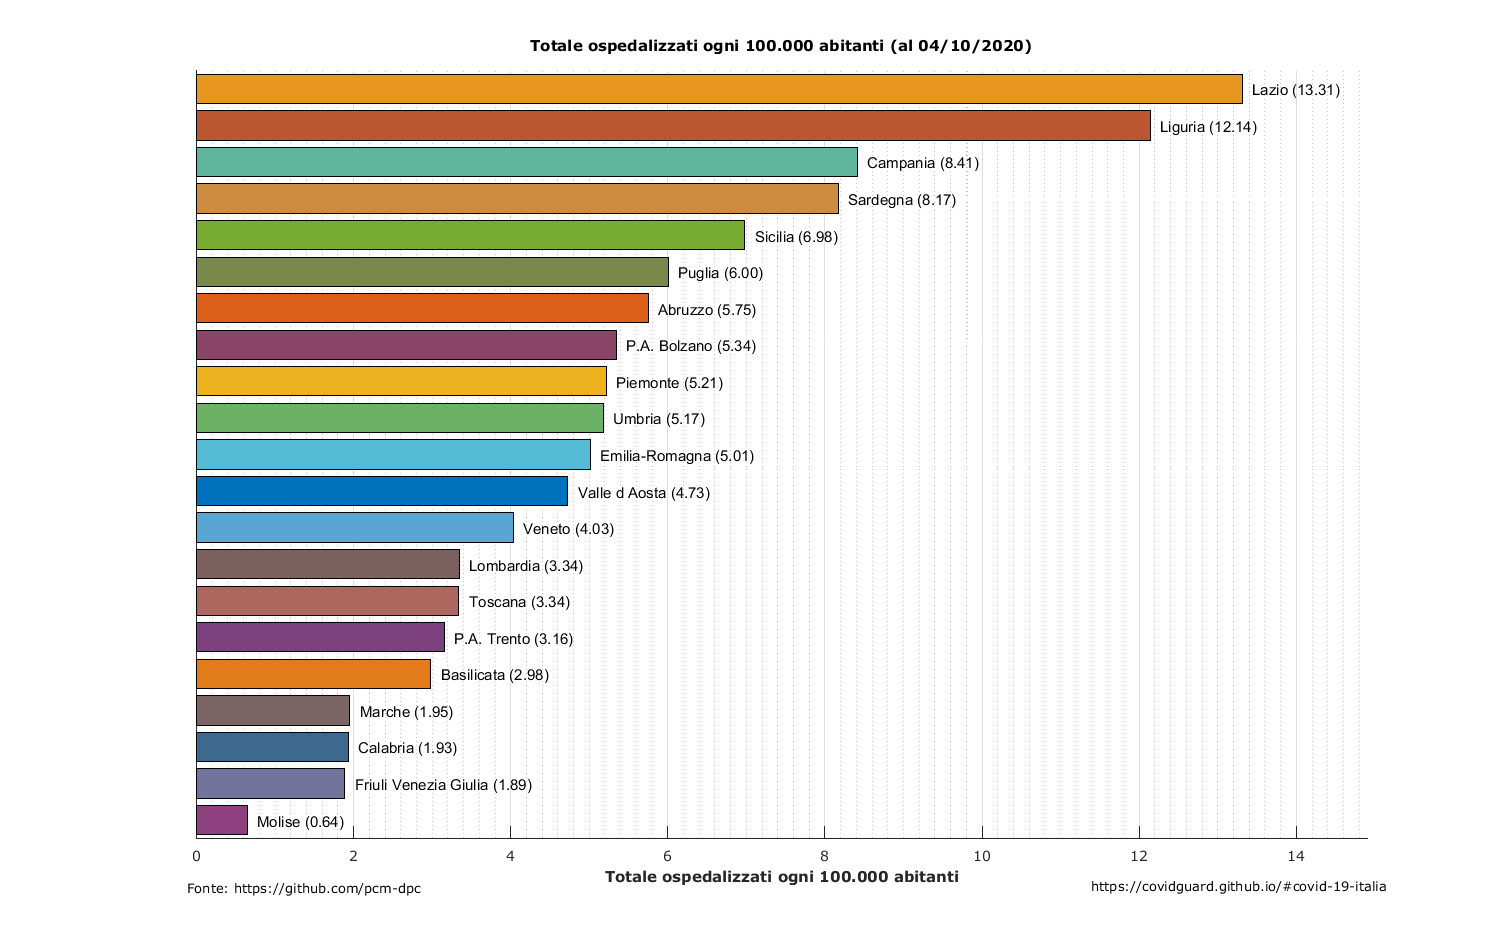 Totale ospedalizzati ogni 100.000 abitanti (al 04/10/2020)
Lazio (13.31)
Liguria (12.14)
Campania (8.41)
Sardegna (8.17)
Sicilia (6.98)
Puglia (6.00)
Abruzzo (5.75)
P.A. Bolzano (5.34)
Piemonte (5.21)
Umbria (5.17)
Emilia-Romagna (5.01)
Valle d Aosta (4.73)
Veneto (4.03)
Lombardia (3.34)
Toscana (3.34)
P.A. Trento (3.16)
Basilicata (2.98)
Marche (1.95)
Calabria (1.93)
Friuli Venezia Giulia (1.89)
Molise (0.64)
0 2 4 6 8 10 12 14
Totale ospedalizzati ogni 100.000 abitanti
Fonte: https://github.com/pcm-dpc
https://covidguard.github.io/#covid-19-italia